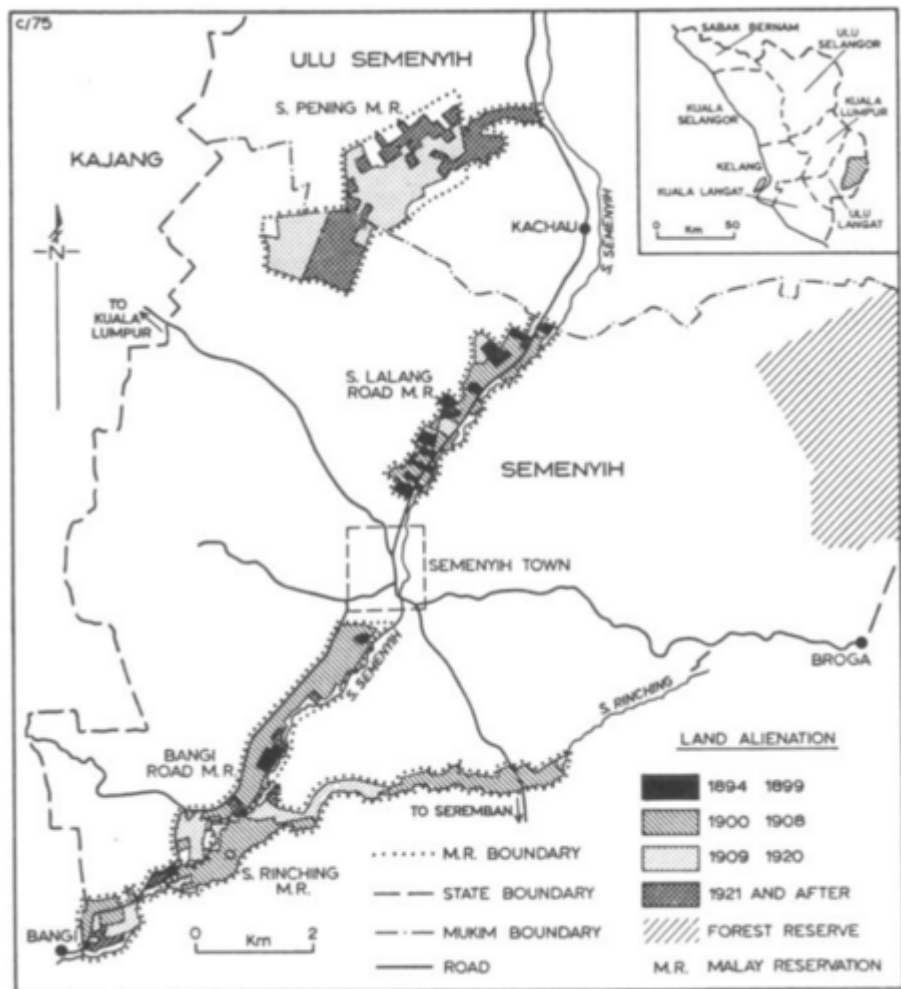 C/75
ULU SEMENYIH
S. PENING M.R.
KAJANG
N
TO
KUALA
LUMPUR
KACHAU
S. SEMENYIH
SABAK BERNAM
ULU
SELANGOR
KUALA
SELANGOR
KUALA
LUMPUR
KELANG
KUALA LANGAT
ULU
LANGAT
0 50
Km
S. LALANG
ROAD M.R.
SEMENYIH
SEMENYIH TOWN
S. SEMENYIH
BROGA
S. RINCHING
BANGI
ROAD M.R.
TO SEREMBAN
S. RINCHING
M.R.
BANGI
0 2
Km
M.R. BOUNDARY
STATE BOUNDARY
MUKIM BOUNDARY
ROAD
LAND ALIENATION
1894 1899
1900 1908
1909 1920
1921 AND AFTER
FOREST RESERVE
M.R. MALAY RESERVATION